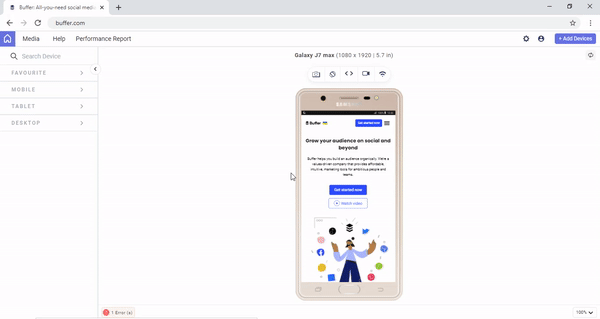 Buffer: All-you-need social medi
buffer.com
Media
Help
Performance Report
+ Add Devices
Search Device
FAVOURITE
MOBILE
TABLET
DESKTOP
Galaxy J7 max (1080 x 1920 | 5.7 in)
SAMSUNG
Buffer
Get started now
Grow your audience on social and
beyond
Buffer helps you build an audience organically. We're a
values-driven company that provides affordable,
intuitive, marketing tools for ambitious people and
teams.
Get started now
Watch video
1 Error(s)
100%